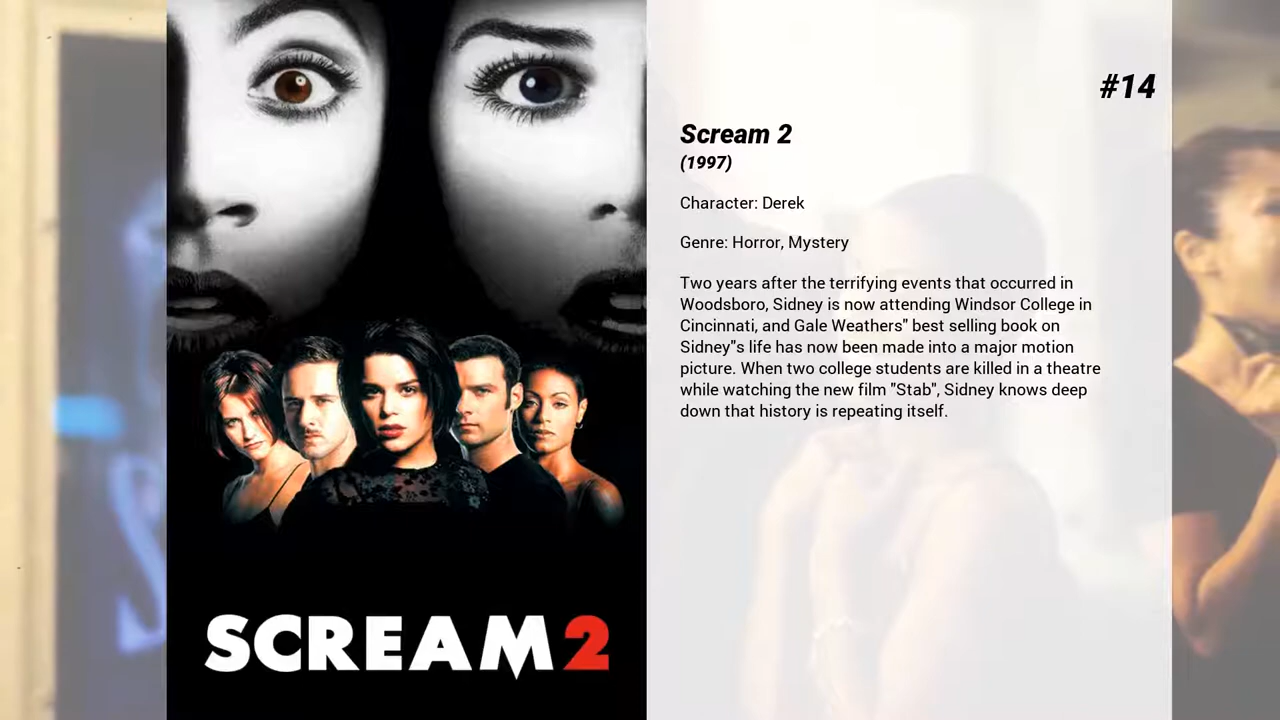 #14
Scream 2
(1997)
Character: Derek
Genre: Horror, Mystery
Two years after the terrifying events that occurred in
Woodsboro, Sidney is now attending Windsor College in
Cincinnati, and Gale Weathers" best selling book on
Sidney"s life has now been made into a major motion
picture. When two college students are killed in a theatre
while watching the new film "Stab", Sidney knows deep
down that history is repeating itself.
SCREAM 2